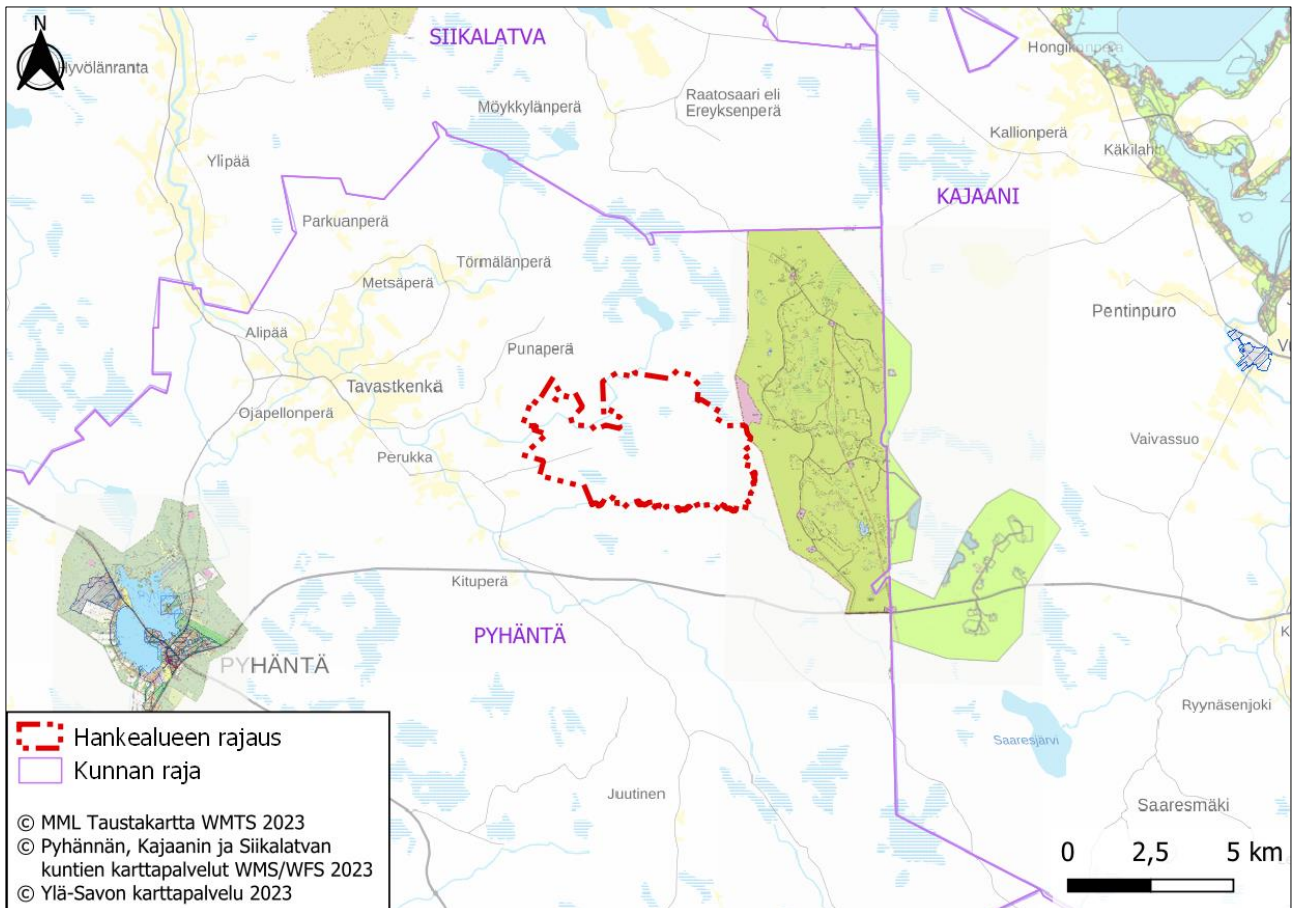 N
SIIKALATVA
Hyvölänranta
Möykkylänperä
Raatosaari eli
Ereyksenperä
Kallionperä
Ylipää
KAJAANI
Parkuanperä
Törmälänperä
Metsäperä
Pentinpuro
Alipää
Punaperä
Tavastkenkä
Ojapellonperä
Vaivassuo
Perukka
Kituperä
PYHÄNTÄ
PYHÄNTÄ
Ryynäsenjoki
Saaresjärvi
Juutinen
Saaresmäki
Hankealueen rajaus
Kunnan raja
© MML Taustakartta WMTS 2023
© Pyhännän, Kajaanin ja Siikalatvan
kuntien karttapalvelut WMS/WFS 2023
© Ylä-Savon karttapalvelu 2023
0 2,5 5 km